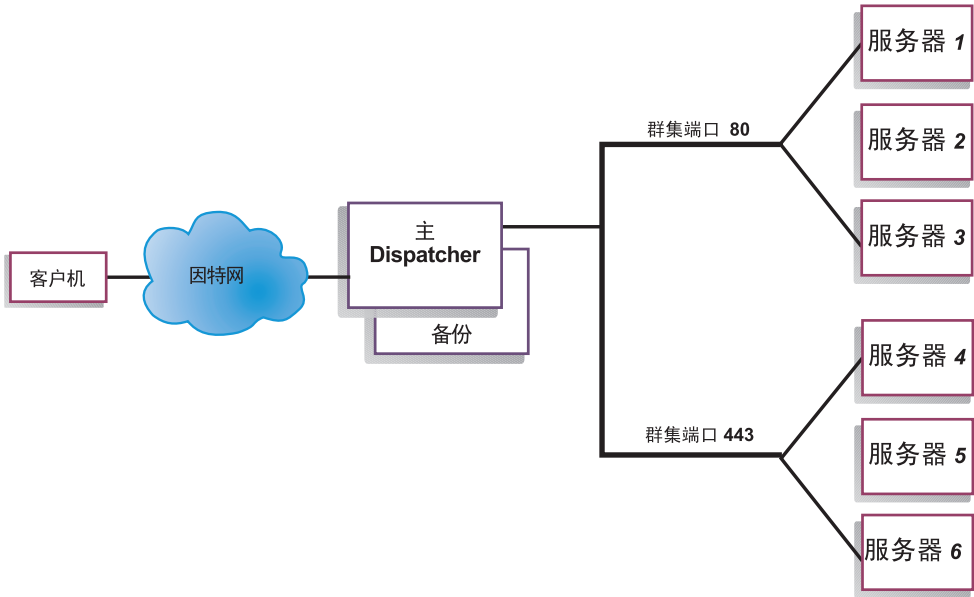 客户机
因特网
主
Dispatcher
备份
群集端口 80
服务器 1
服务器 2
服务器 3
群集端口 443
服务器 4
服务器 5
服务器 6